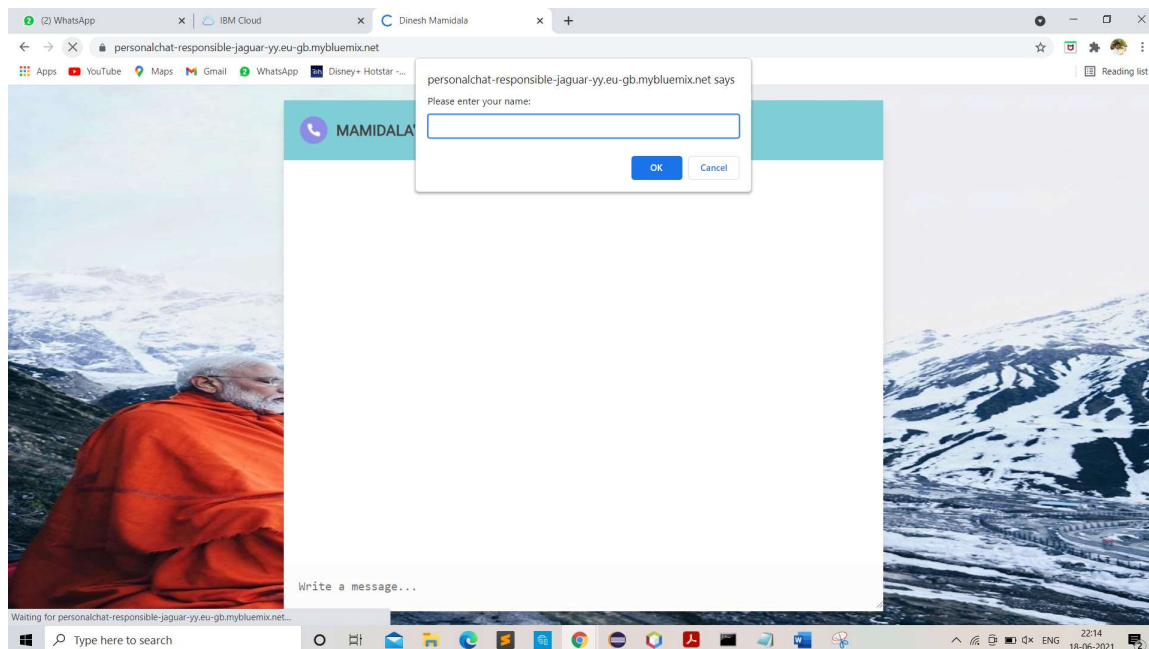 2 (2) WhatsApp
IBM Cloud
Dinesh Mamidala
personalchat-responsible-jaguar-yy.eu-gb.mybluemix.net
Apps YouTube Maps Gmail 2 WhatsApp Disney+ Hotstar -... Reading list
personalchat-responsible-jaguar-yy.eu-gb.mybluemix.net says
Please enter your name:
MAMIDALA'
OK Cancel
Write a message...
Waiting for personalchat-responsible-jaguar-yy.eu-gb.mybluemix.net...
Type here to search
ENG
22:14
18-06-2021
2